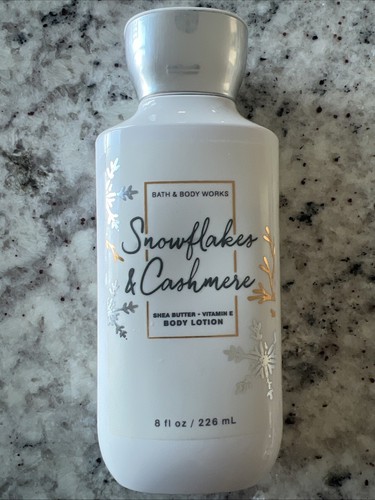 BATH & BODY WORKS
Snowflakes
& Cashmere
SHEA BUTTER • VITAMIN E
BODY LOTION
8 fl oz / 226 mL